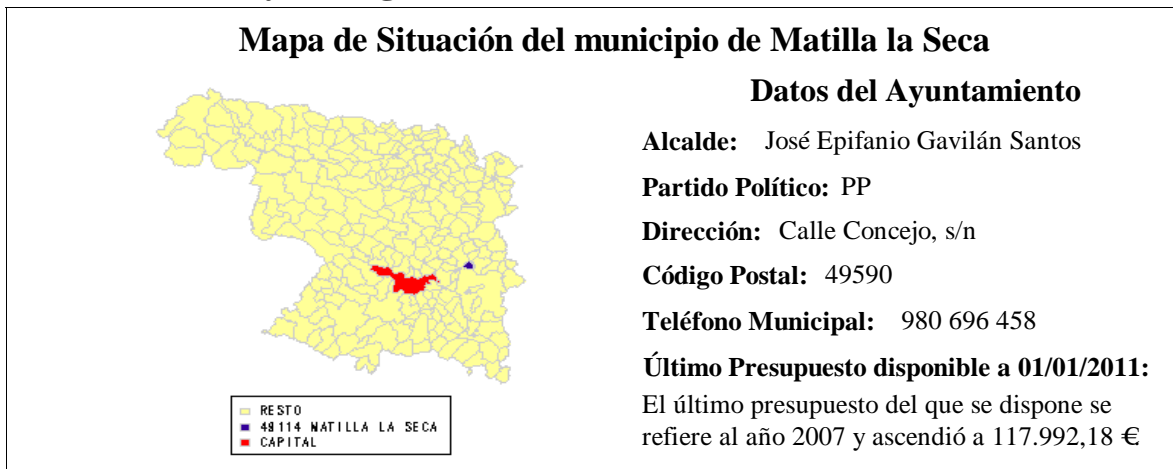 Mapa de Situación del municipio de Matilla la Seca
Datos del Ayuntamiento
Alcalde: José Epifanio Gavilán Santos
Partido Político: PP
Dirección: Calle Concejo, s/n
Código Postal: 49590
Teléfono Municipal: 980 696 458
Último Presupuesto disponible a 01/01/2011:
El último presupuesto del que se dispone se
refiere al año 2007 y ascendió a 117.992,18 €
RESTO
49114 MATILLA LA SECA
CAPITAL